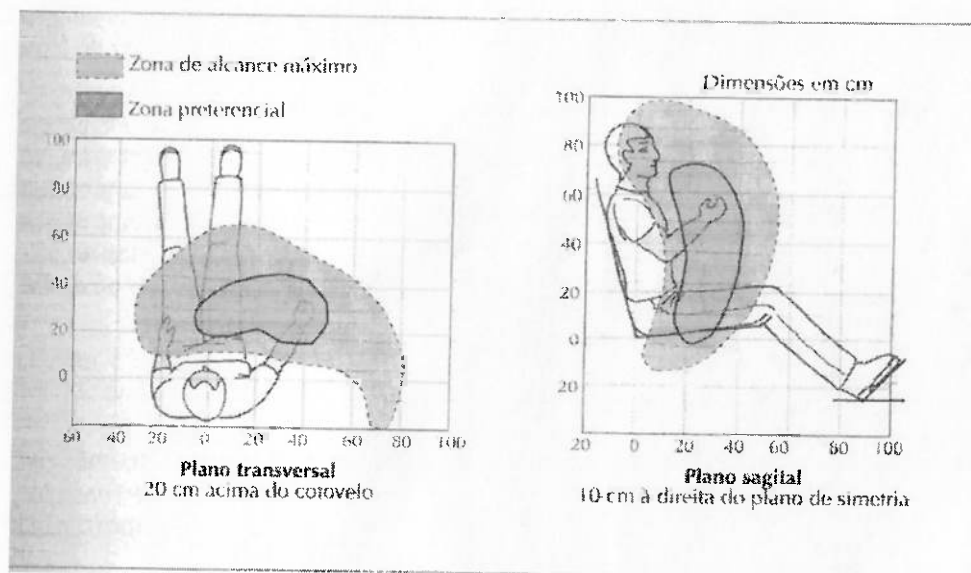 Zona de alcance máximo
Zona preferencial
Dimensões em cm
100
80
60
40
20
0
60 40 20 0 20 40 60 80 100
Plano transversal
20 cm acima do cotovelo
100
80
60
40
20
0
20
20 0 20 40 60 80 100
Plano sagital
10 cm à direita do plano de simetria